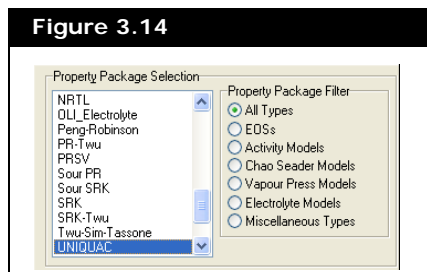 Figure 3.14
Property Package Selection
NRTL
OLI_Electrolyte
Peng-Robinson
PR-Twu
PRSV
Sour PR
Sour SRK
SRK
SRK-Twu
Twu-Sim-Tassone
UNIQUAC
Property Package Filter
All Types
EOSs
Activity Models
Chao Seader Models
Vapour Press Models
Electrolyte Models
Miscellaneous Types